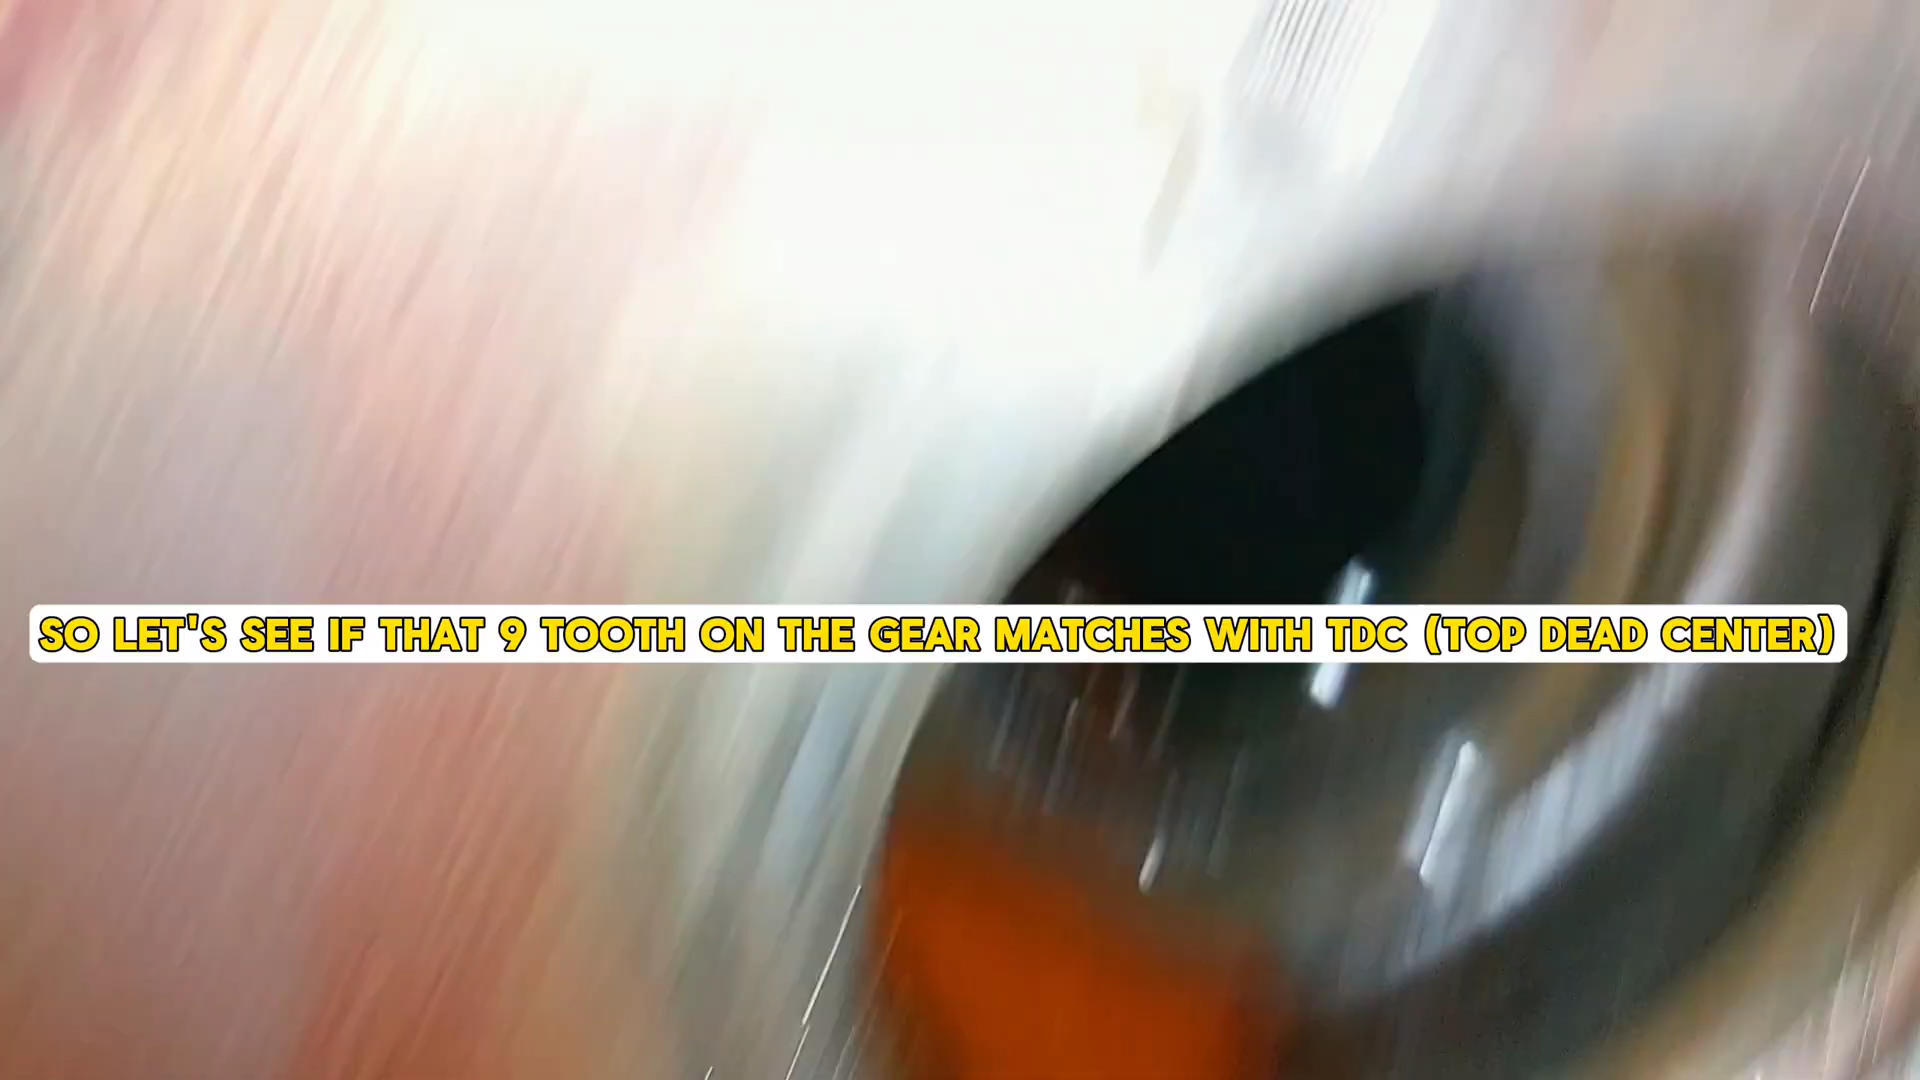 SO LET'S SEE IF THAT 9 TOOTH ON THE GEAR MATCHES WITH TDC (TOP DEAD CENTER)